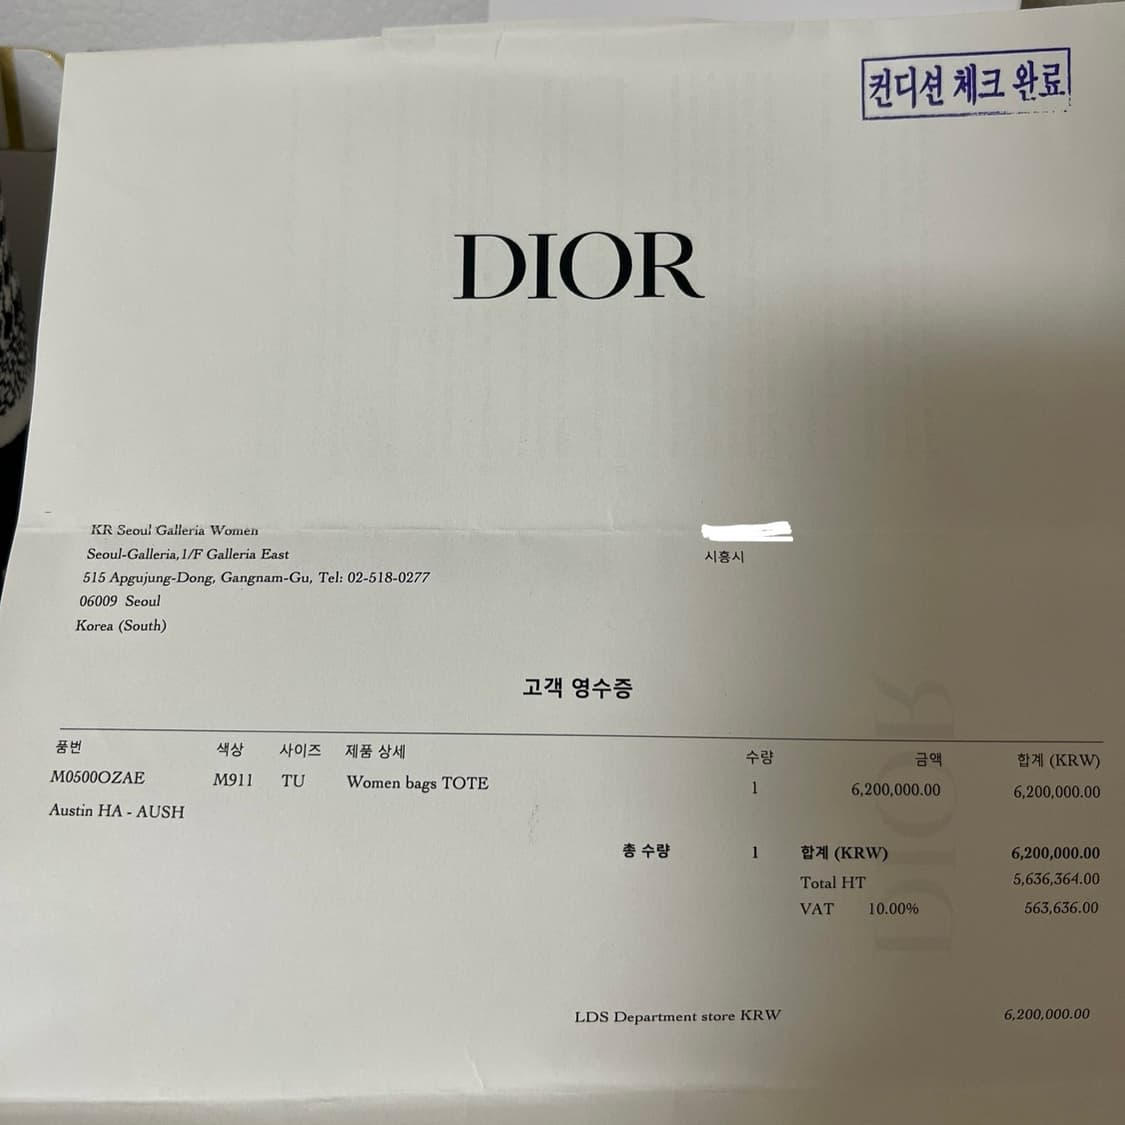 컨디션 체크 완료
DIOR
KR Seoul Galleria Women
Seoul-Galleria,1/F Galleria East
515 Apgujung-Dong, Gangnam-Gu, Tel: 02-518-0277
06009 Seoul
Korea (South)
시흥시
고객 영수증
품번 색상 사이즈 제품 상세 수량 금액 합계 (KRW)
M0500OZAE M911 TU Women bags TOTE 1 6,200,000.00 6,200,000.00
Austin HA - AUSH
총 수량 1 합계 (KRW) 6,200,000.00
Total HT 5,636,364.00
VAT 10.00% 563,636.00
DIOR
LDS Department store KRW 6,200,000.00